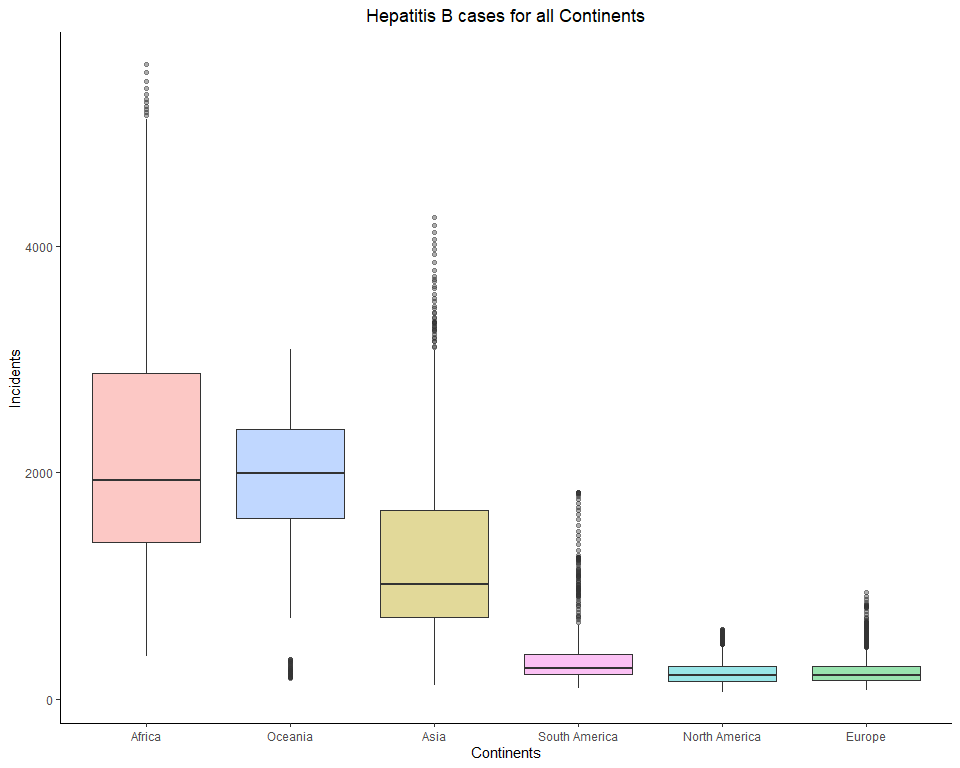 Hepatitis B cases for all Continents
Incidents
4000
2000
0
Africa
Oceania
Asia
South America
North America
Europe
Continents